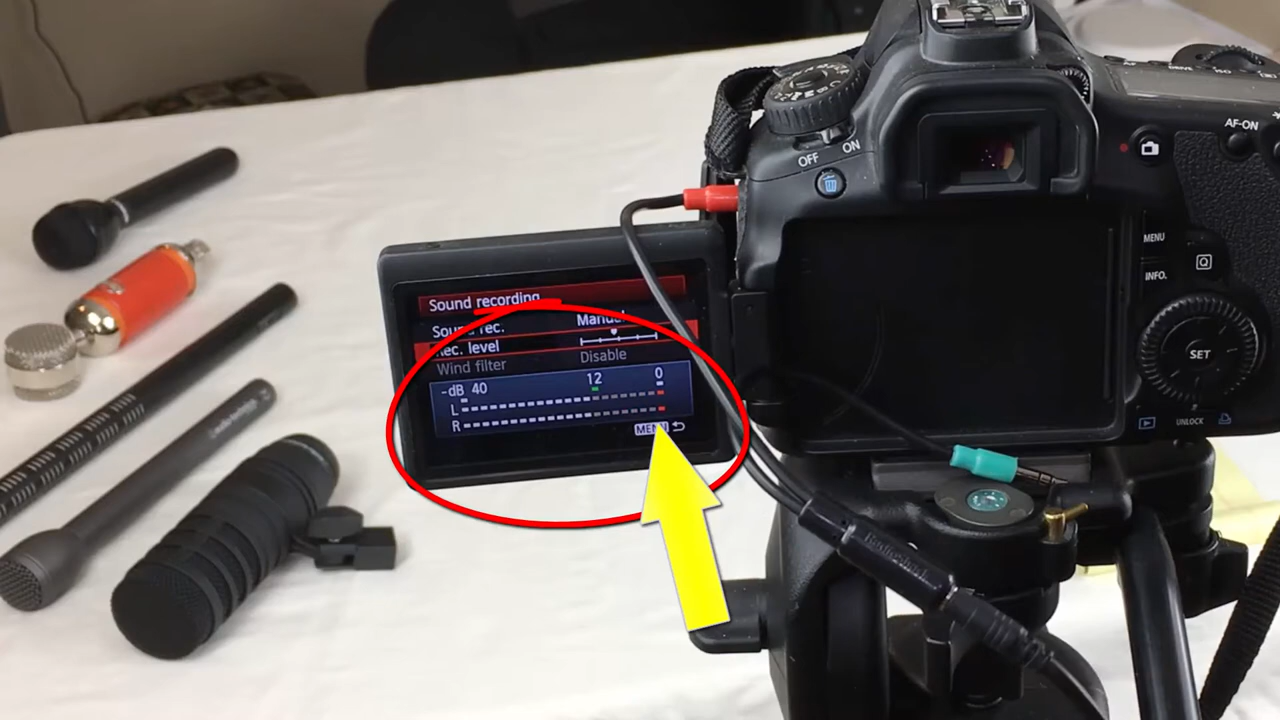 Sound recording
Sound rec. Manual
Rec. level
Wind filter Disable
-dB 40 12 0
L
R
MENU
OFF ON
AF-ON
MENU
Q
INFO.
SET
UNLOCK